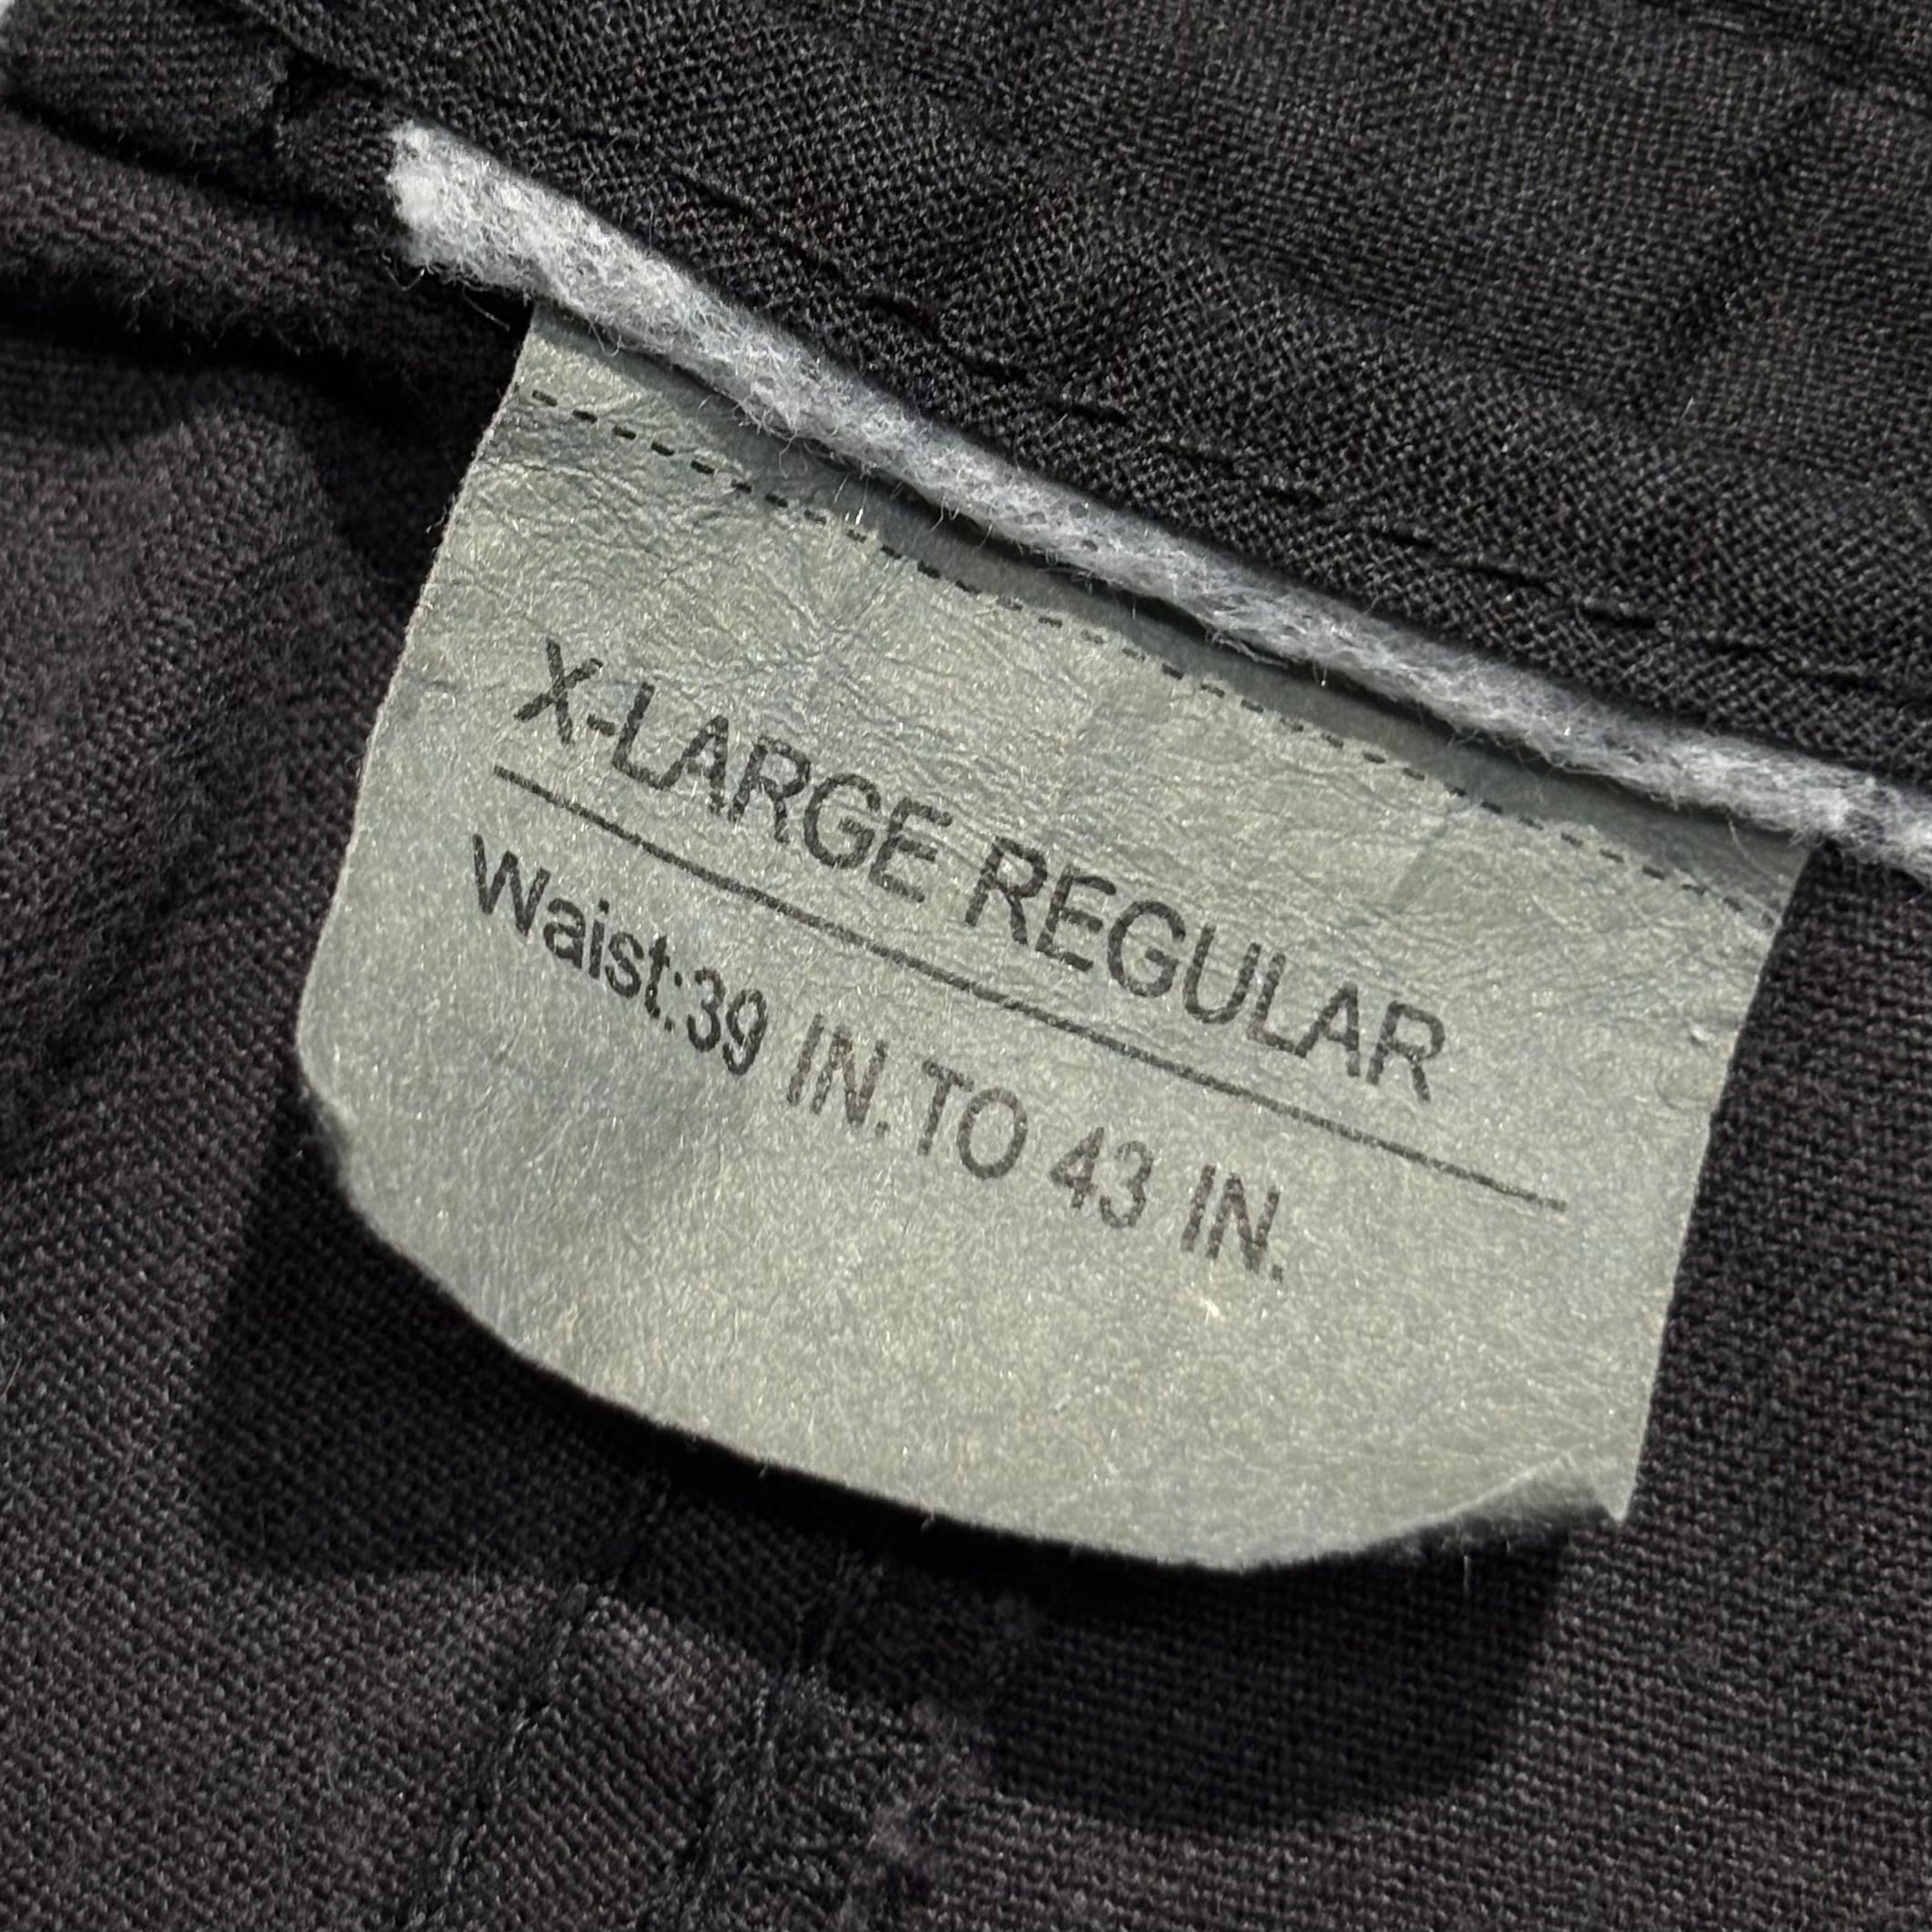 X-LARGE REGULAR
Waist:39 IN.TO 43 IN.